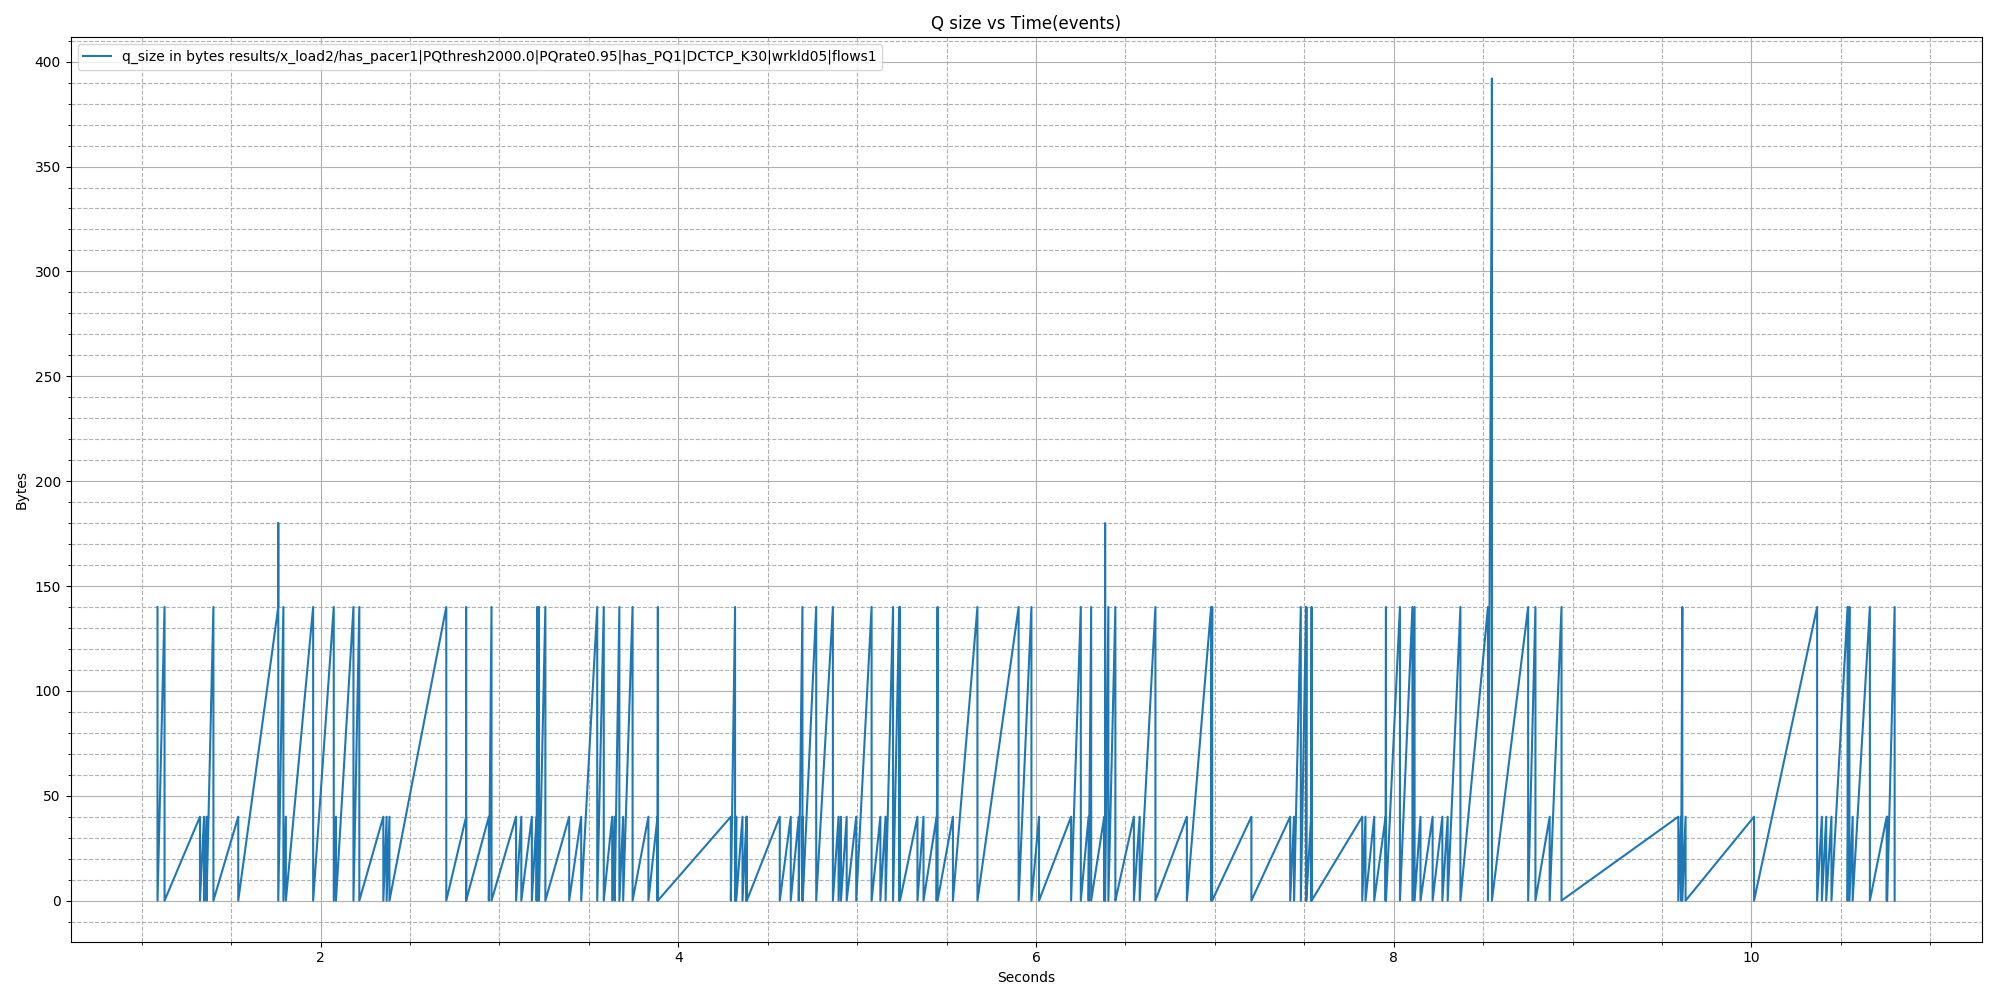 Q size vs Time(events)
q_size in bytes results/x_load2/has_pacer1|PQthresh2000.0|PQrate0.95|has_PQ1|DCTCP_K30|wrkld05|flows1
400
350
300
250
200
150
100
50
0
Bytes
2 4 6 8 10
Seconds